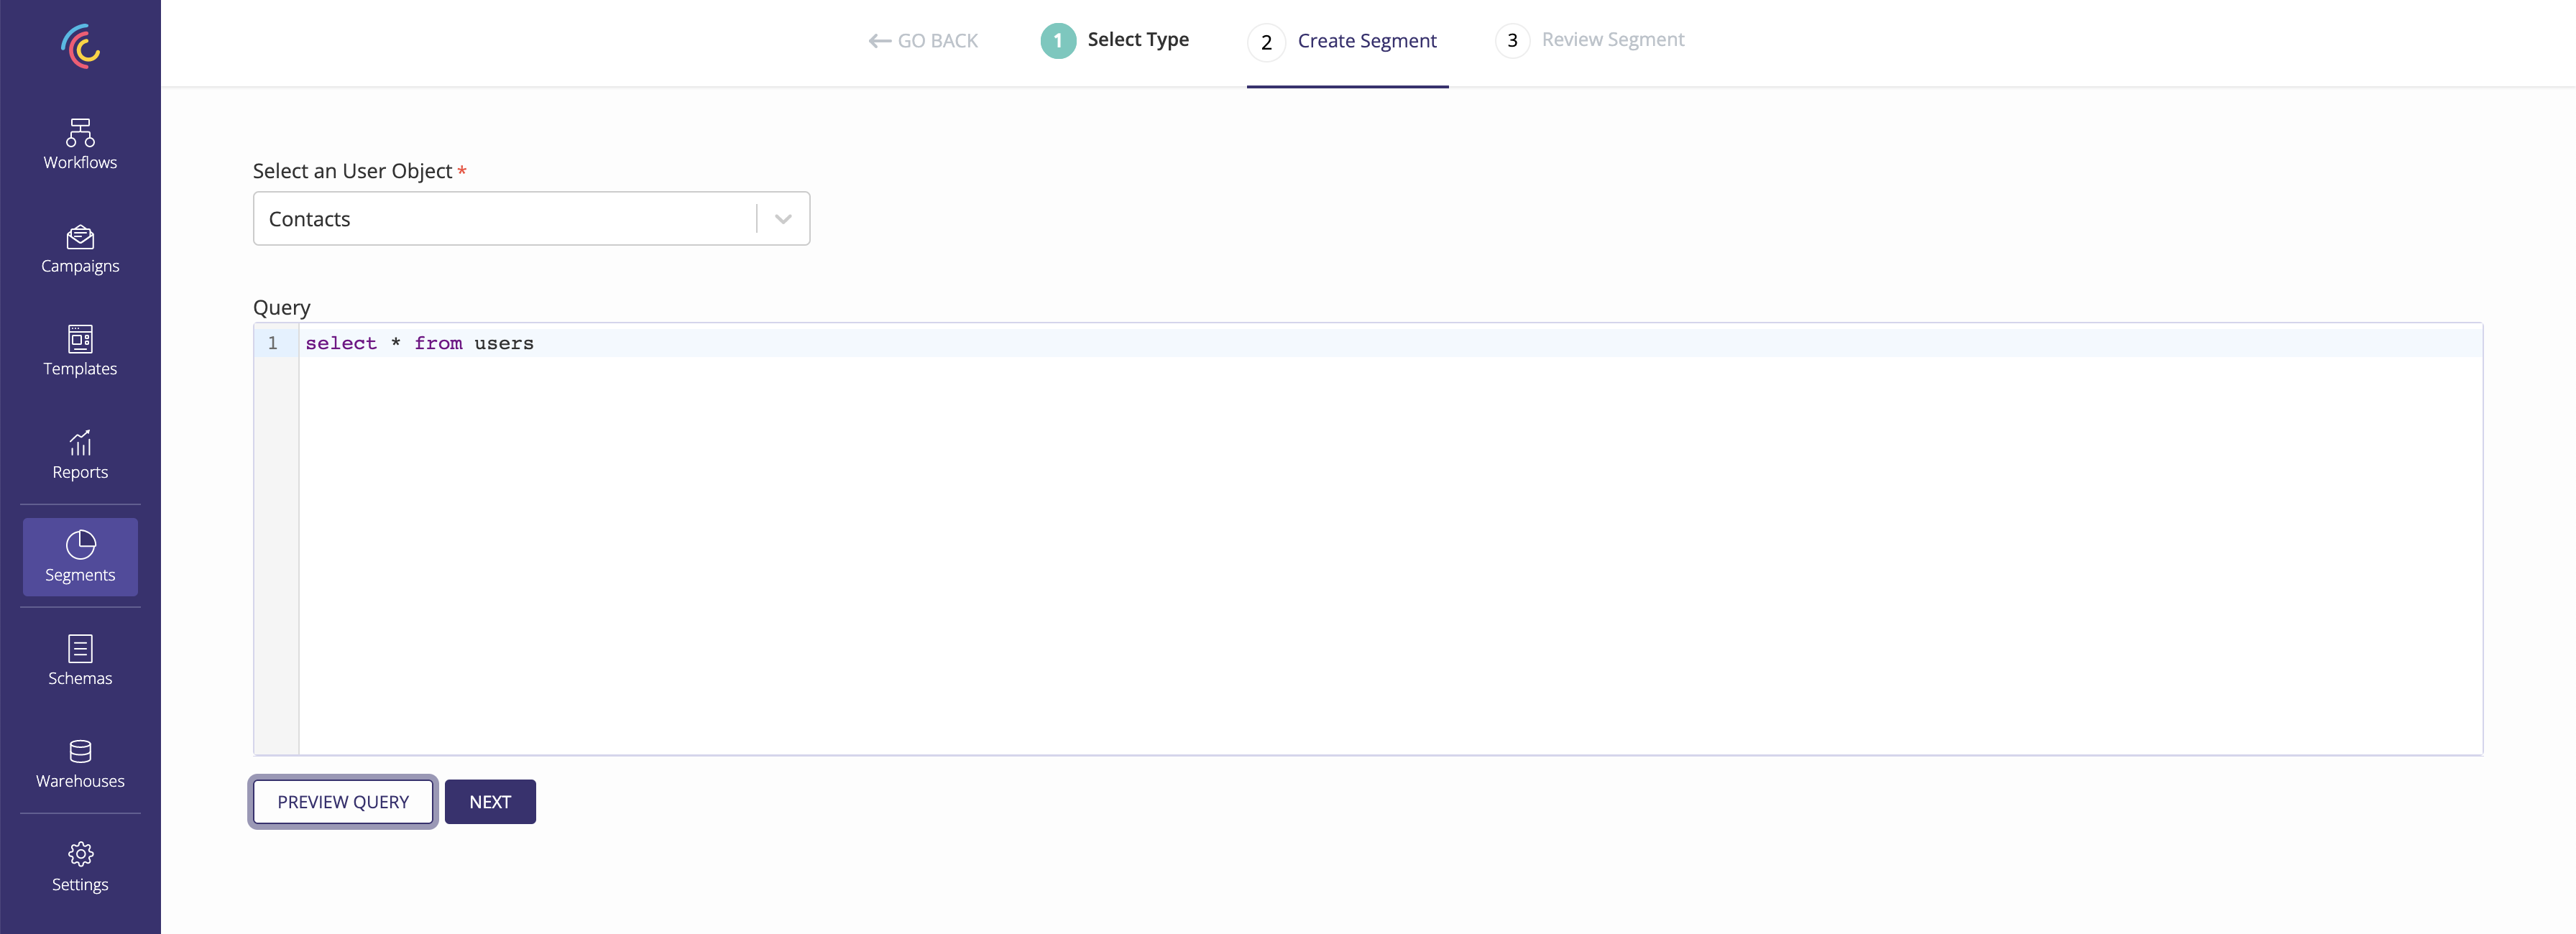 GO BACK
1 Select Type
2 Create Segment
3 Review Segment
Workflows
Campaigns
Templates
Reports
Segments
Schemas
Warehouses
Settings
Select an User Object *
Contacts
Query
1 select * from users
PREVIEW QUERY
NEXT